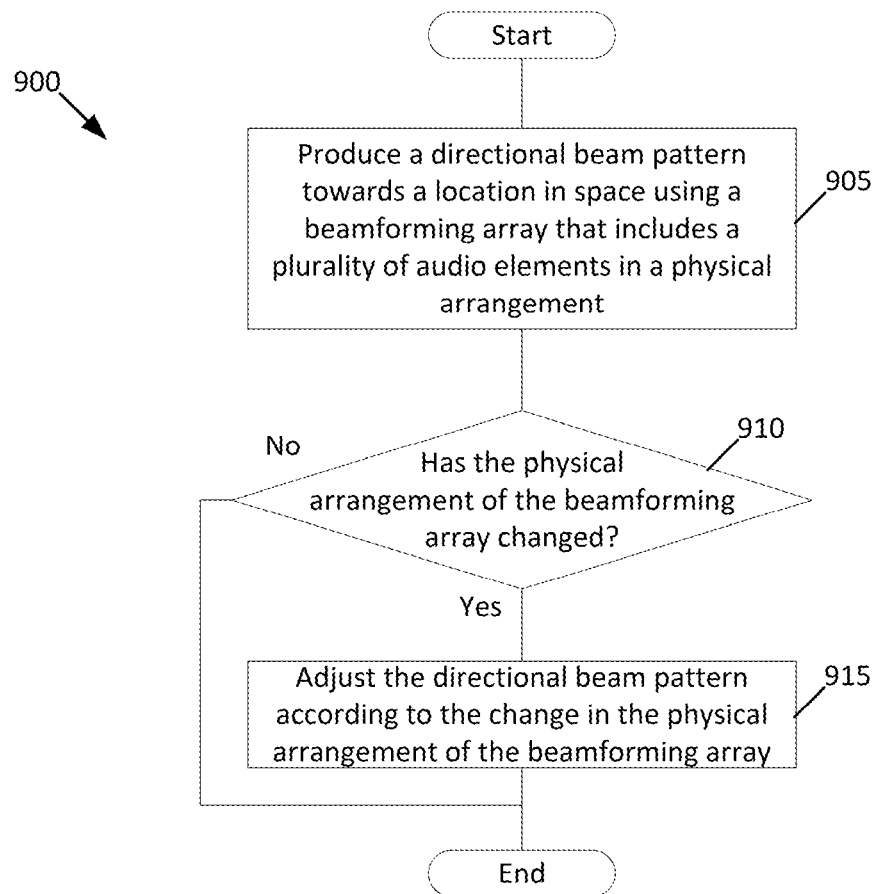 Start
900
Produce a directional beam pattern
towards a location in space using a
beamforming array that includes a
plurality of audio elements in a physical
arrangement
905
910
No
Has the physical
arrangement of the beamforming
array changed?
Yes
Adjust the directional beam pattern
according to the change in the physical
arrangement of the beamforming array
915
End